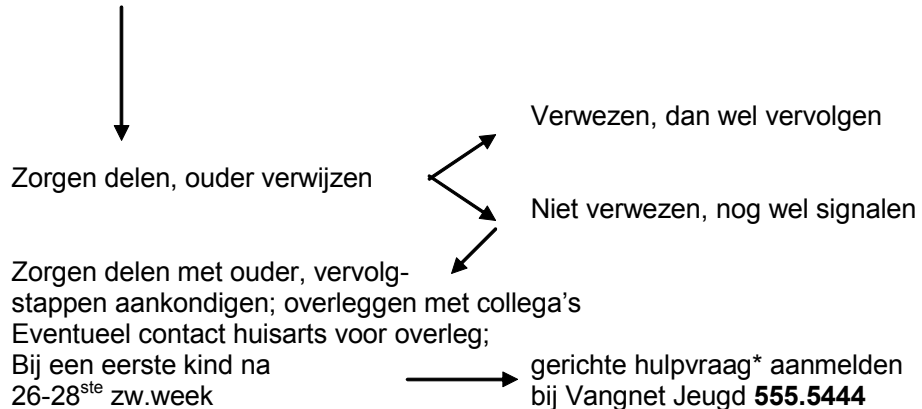 Verwezen, dan wel vervolgen
Zorgen delen, ouder verwijzen
Niet verwezen, nog wel signalen
Zorgen delen met ouder, vervolg-
stappen aankondigen; overleggen met collega’s
Eventueel contact huisarts voor overleg;
Bij een eerste kind na
26-28ste zw.week
gerichte hulpvraag* aanmelden
bij Vangnet Jeugd 555.5444